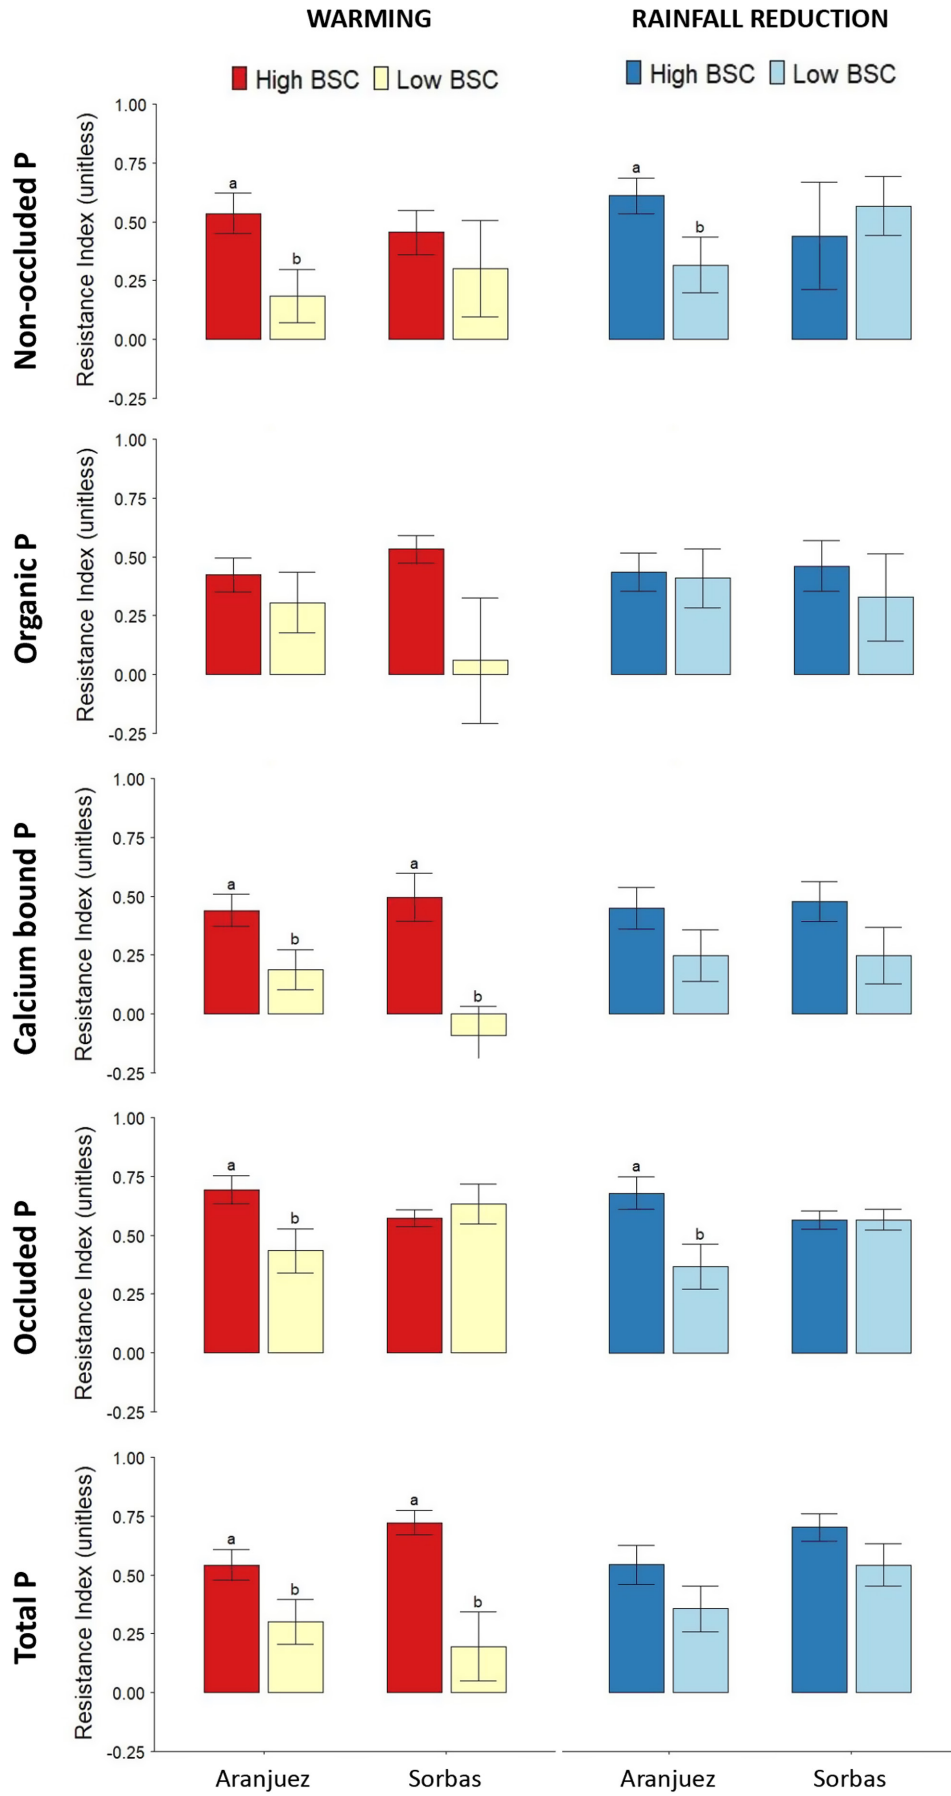 WARMING
RAINFALL REDUCTION
High BSC
Low BSC
High BSC
Low BSC
Non-occluded P
Resistance Index (unitless)
1.00
0.75
0.50
0.25
0.00
-0.25
a
b
a
b
Organic P
Resistance Index (unitless)
1.00
0.75
0.50
0.25
0.00
-0.25
Calcium bound P
Resistance Index (unitless)
1.00
0.75
0.50
0.25
0.00
-0.25
a
b
a
b
Occluded P
Resistance Index (unitless)
1.00
0.75
0.50
0.25
0.00
-0.25
a
b
a
b
Total P
Resistance Index (unitless)
1.00
0.75
0.50
0.25
0.00
-0.25
a
b
a
b
Aranjuez
Sorbas
Aranjuez
Sorbas